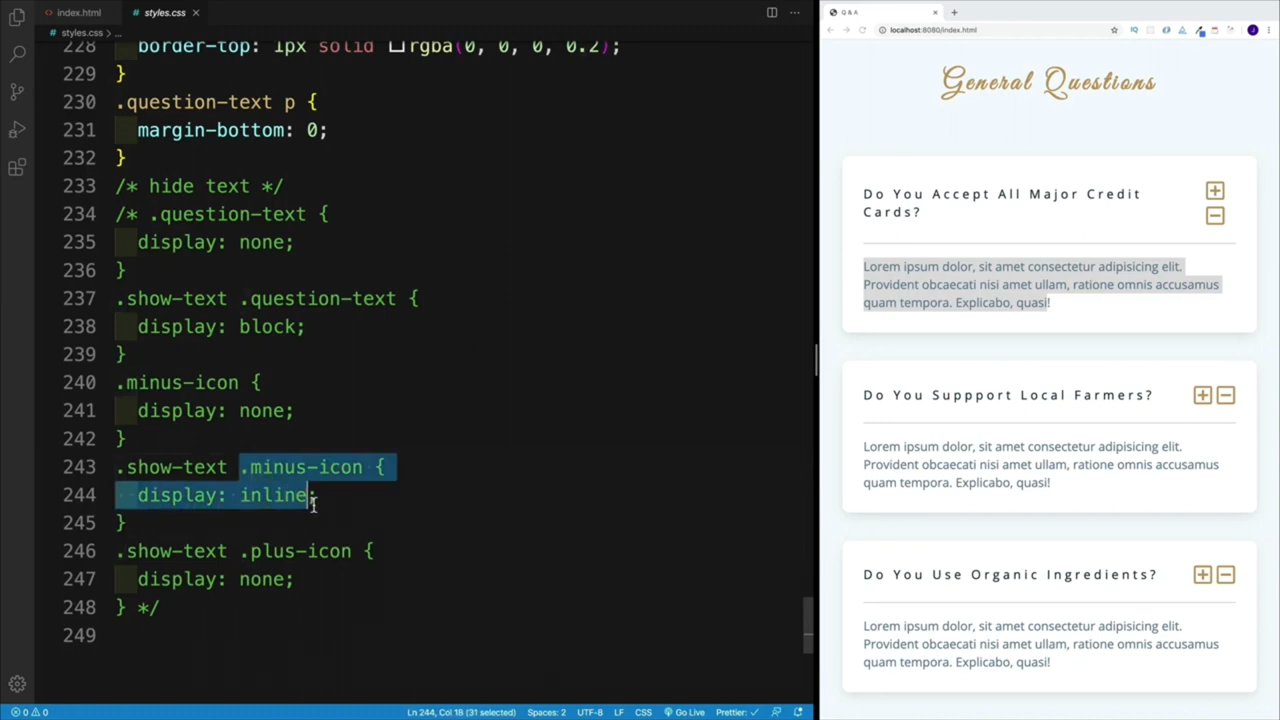 index.html
styles.css
styles.css > ...
228 border-top: 1px solid rgba(0, 0, 0, 0.2);
229 }
230 .question-text p {
231 margin-bottom: 0;
232 }
233 /* hide text */
234 /* .question-text {
235 display: none;
236 }
237 .show-text .question-text {
238 display: block;
239 }
240 .minus-icon {
241 display: none;
242 }
243 .show-text .minus-icon {
244 display: inline;
245 }
246 .show-text .plus-icon {
247 display: none;
248 } */
249
0 0
Ln 244, Col 18 (31 selected)
Spaces: 2
UTF-8
LF
CSS
Go Live
Prettier: ✓
Q & A
localhost:8080/index.html
General Questions
Do You Accept All Major Credit
Cards?
Lorem ipsum dolor, sit amet consectetur adipisicing elit.
Provident obcaecati nisi amet ullam, ratione omnis accusamus
quam tempora. Explicabo, quasi!
Do You Suppport Local Farmers?
Lorem ipsum dolor, sit amet consectetur adipisicing elit.
Provident obcaecati nisi amet ullam, ratione omnis accusamus
quam tempora. Explicabo, quasi!
Do You Use Organic Ingredients?
Lorem ipsum dolor, sit amet consectetur adipisicing elit.
Provident obcaecati nisi amet ullam, ratione omnis accusamus
quam tempora. Explicabo, quasi!